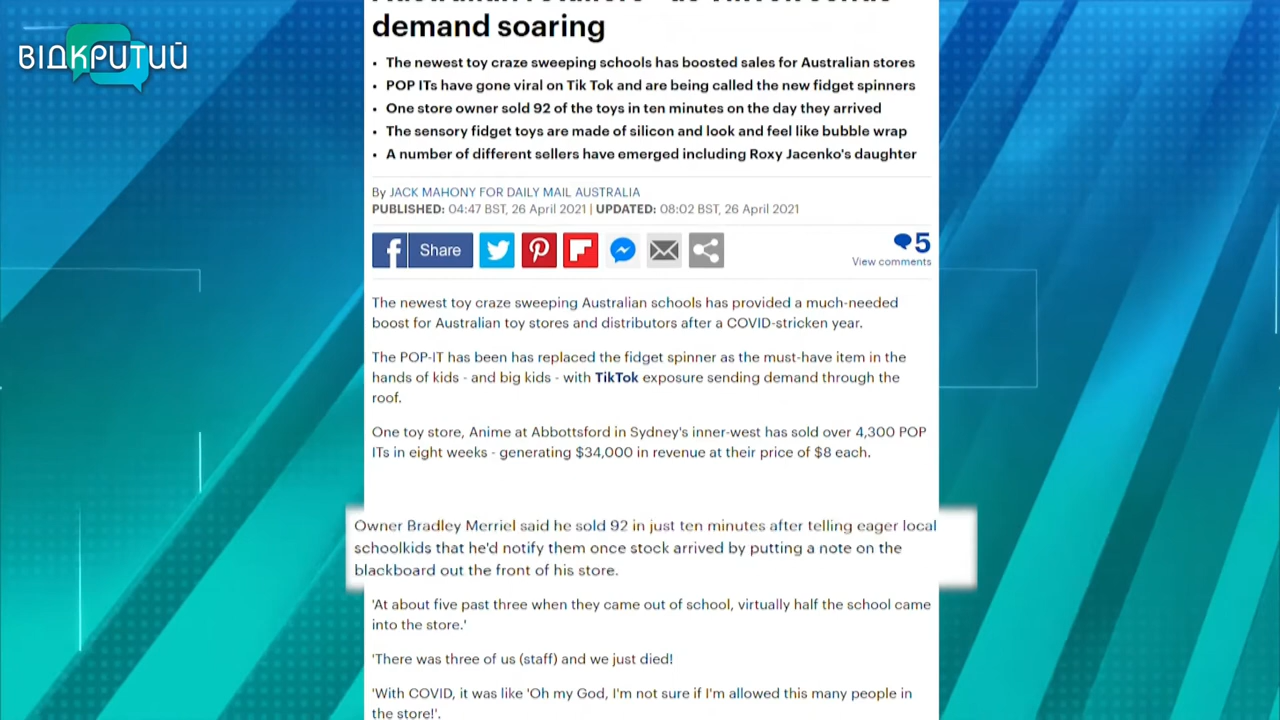 demand soaring
ВІДКРИТИЙ
• The newest toy craze sweeping schools has boosted sales for Australian stores
• POP ITs have gone viral on Tik Tok and are being called the new fidget spinners
• One store owner sold 92 of the toys in ten minutes on the day they arrived
• The sensory fidget toys are made of silicon and look and feel like bubble wrap
• A number of different sellers have emerged including Roxy Jacenko's daughter
By JACK MAHONY FOR DAILY MAIL AUSTRALIA
PUBLISHED: 04:47 BST, 26 April 2021 | UPDATED: 08:02 BST, 26 April 2021
f Share
5
View comments
The newest toy craze sweeping Australian schools has provided a much-needed
boost for Australian toy stores and distributors after a COVID-stricken year.
The POP-IT has been has replaced the fidget spinner as the must-have item in the
hands of kids - and big kids - with TikTok exposure sending demand through the
roof.
One toy store, Anime at Abbottsford in Sydney's inner-west has sold over 4,300 POP
ITs in eight weeks - generating $34,000 in revenue at their price of $8 each.
Owner Bradley Merriel said he sold 92 in just ten minutes after telling eager local
schoolkids that he'd notify them once stock arrived by putting a note on the
blackboard out the front of his store.
'At about five past three when they came out of school, virtually half the school came
into the store.'
'There was three of us (staff) and we just died!
'With COVID, it was like 'Oh my God, I'm not sure if I'm allowed this many people in
the store!'.